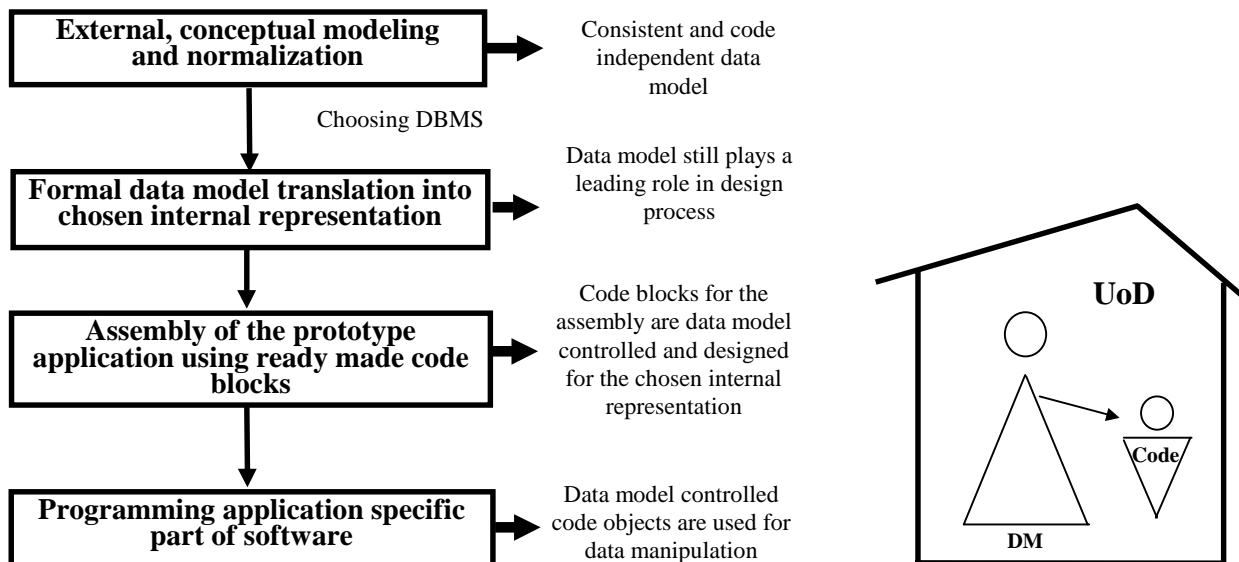 External, conceptual modeling
and normalization
Consistent and code
independent data
model
Choosing DBMS
Formal data model translation into
chosen internal representation
Data model still plays a
leading role in design
process
Assembly of the prototype
application using ready made code
blocks
Code blocks for the
assembly are data model
controlled and designed
for the chosen internal
representation
Programming application specific
part of software
Data model controlled
code objects are used for
data manipulation
UoD
Code
DM